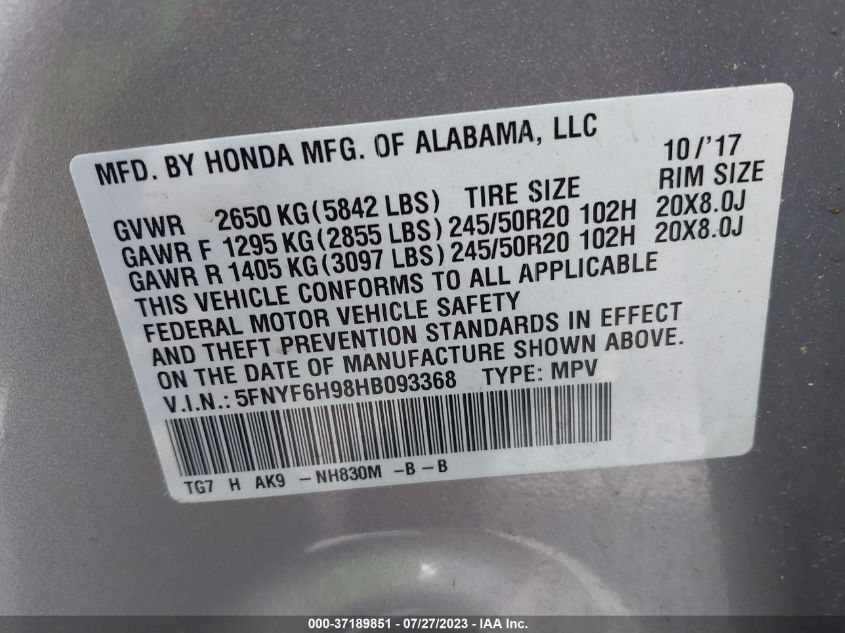 MFD. BY HONDA MFG. OF ALABAMA, LLC 10/'17
GVWR 2650 KG(5842 LBS) TIRE SIZE RIM SIZE
GAWR F 1295 KG(2855 LBS) 245/50R20 102H 20X8.0J
GAWR R 1405 KG(3097 LBS) 245/50R20 102H 20X8.0J
THIS VEHICLE CONFORMS TO ALL APPLICABLE
FEDERAL MOTOR VEHICLE SAFETY
AND THEFT PREVENTION STANDARDS IN EFFECT
ON THE DATE OF MANUFACTURE SHOWN ABOVE.
V.I.N.: 5FNYF6H98HB093368 TYPE: MPV
TG7 H AK9 -NH830M -B-B
000-37189851 - 07/27/2023 - IAA Inc.